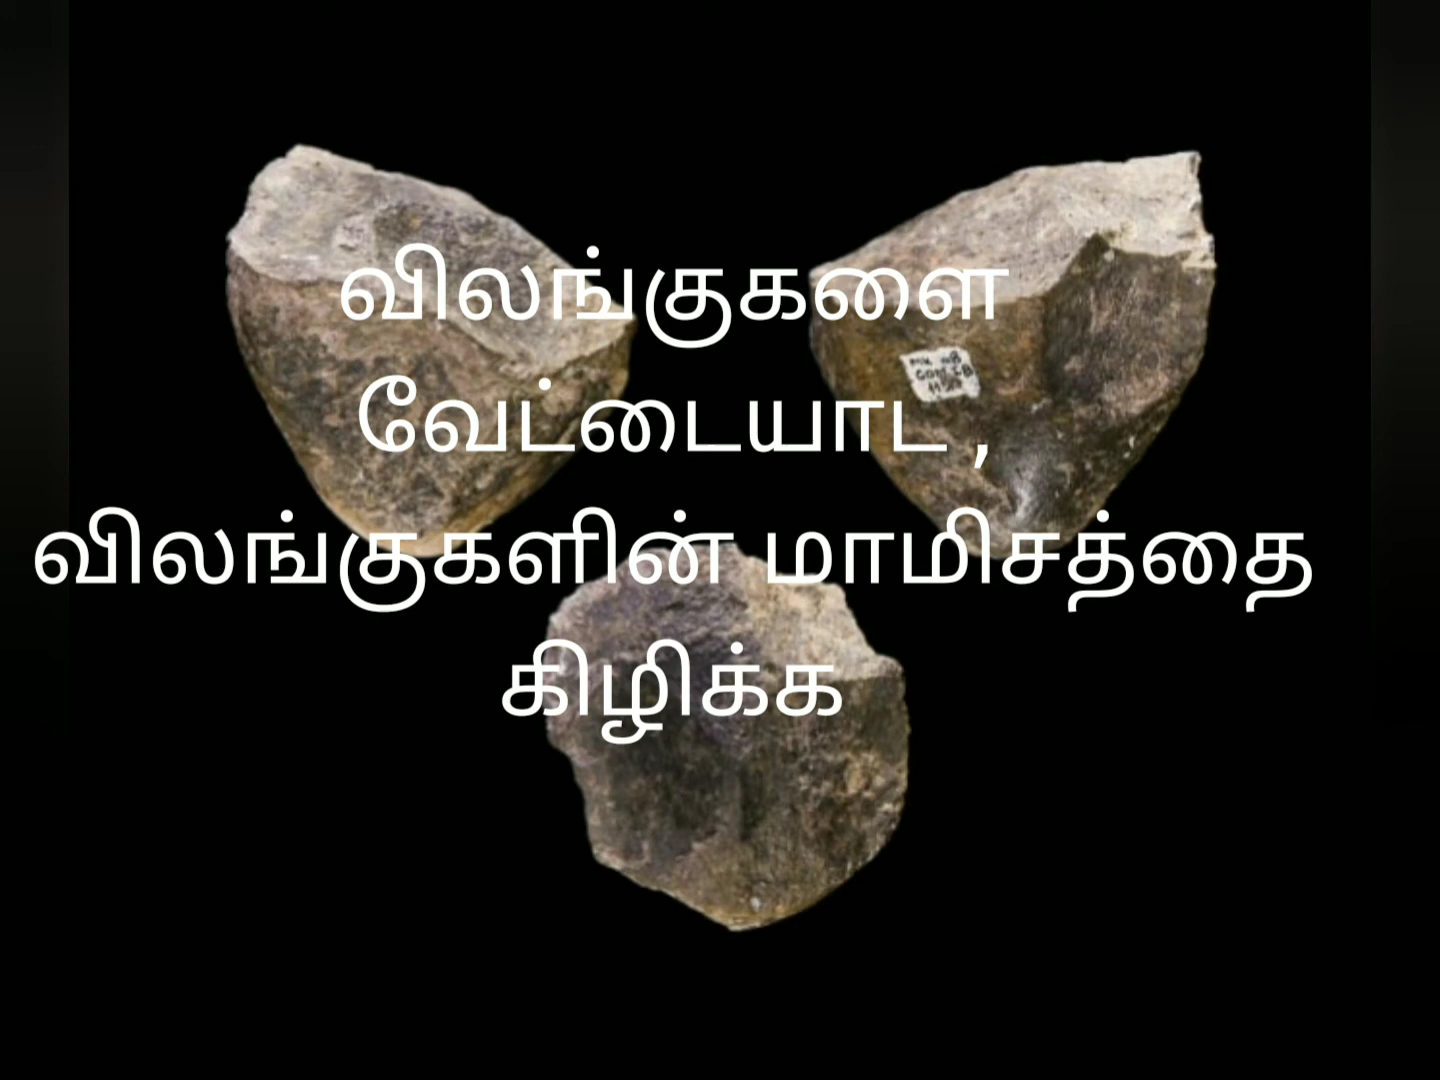 விலங்குகளை
வேட்டையாட ,
விலங்குகளின் மாமிசத்தை
கிழிக்க